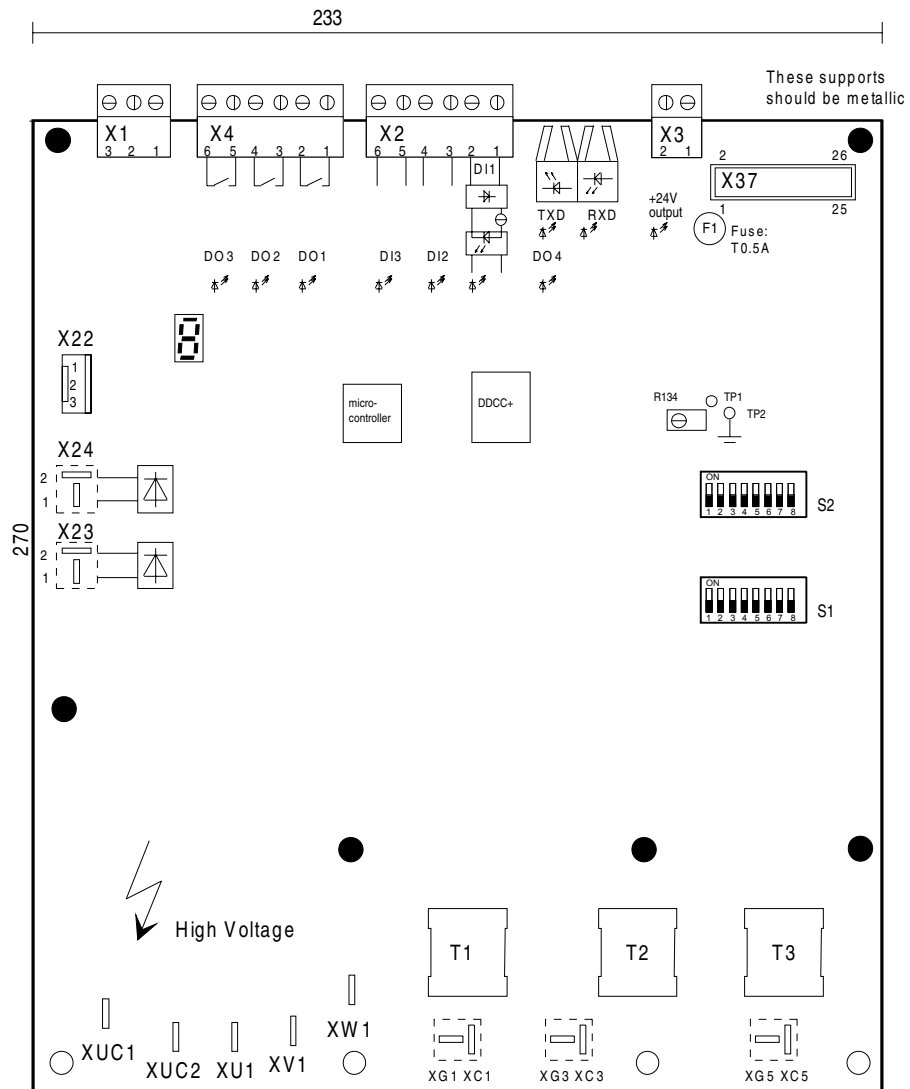 233
These supports
should be metallic
X1
3 2 1
X4
6 5 4 3 2 1
X2
6 5 4 3 2 1
X3
2 1
DI1
2 26
X37
1 25
TXD RXD
+24V
output
F1
Fuse:
T0.5A
DO3 DO2 DO1 DI3 DI2 DO4
X22
1
2
3
micro-
controller
DDCC+
R134
TP1
TP2
X24
2
1
ON
1 2 3 4 5 6 7 8
S2
X23
2
1
270
ON
1 2 3 4 5 6 7 8
S1
High Voltage
T1 T2 T3
XUC1
XUC2
XU1
XV1
XW1
XG1 XC1
XG3 XC3
XG5 XC5